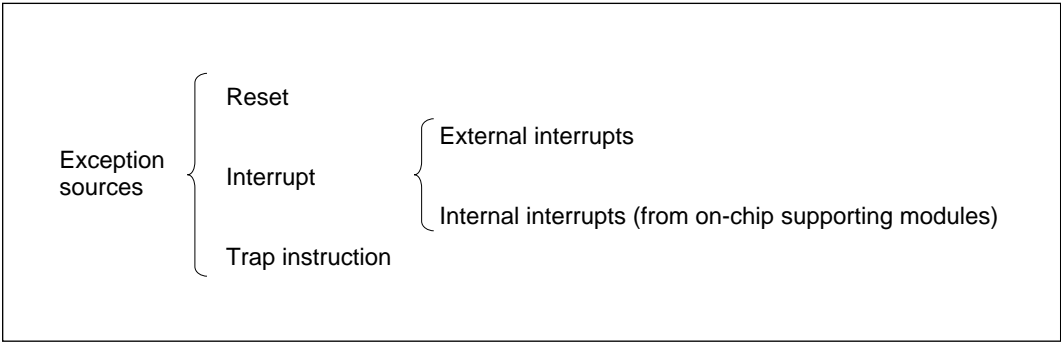 Exception
sources
Reset
Interrupt
Trap instruction
External interrupts
Internal interrupts (from on-chip supporting modules)